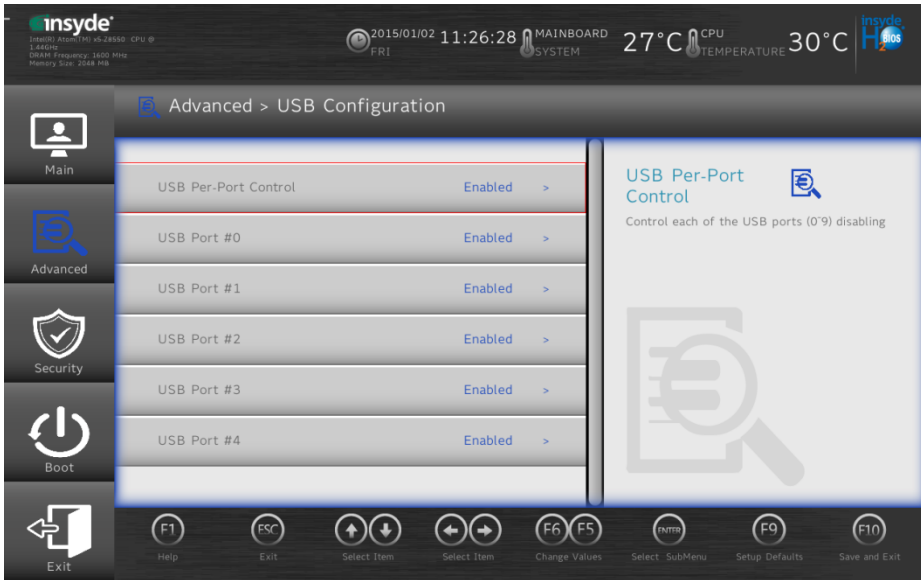 insyde
Intel(R) Atom(TM) x5-Z8550 CPU @
1.44GHz
DRAM Frequency: 1600 MHz
Memory Size: 2048 MB
2015/01/02
FRI
11:26:28
MAINBOARD
SYSTEM
27°C
CPU
TEMPERATURE
30°C
insyde
H2O BIOS
Advanced > USB Configuration
Main
Advanced
Security
Boot
Exit
USB Per-Port Control Enabled >
USB Port #0 Enabled >
USB Port #1 Enabled >
USB Port #2 Enabled >
USB Port #3 Enabled >
USB Port #4 Enabled >
USB Per-Port
Control
Control each of the USB ports (0~9) disabling
F1
Help
ESC
Exit
Select Item
Select Item
F6 F5
Change Values
ENTER
Select SubMenu
F9
Setup Defaults
F10
Save and Exit